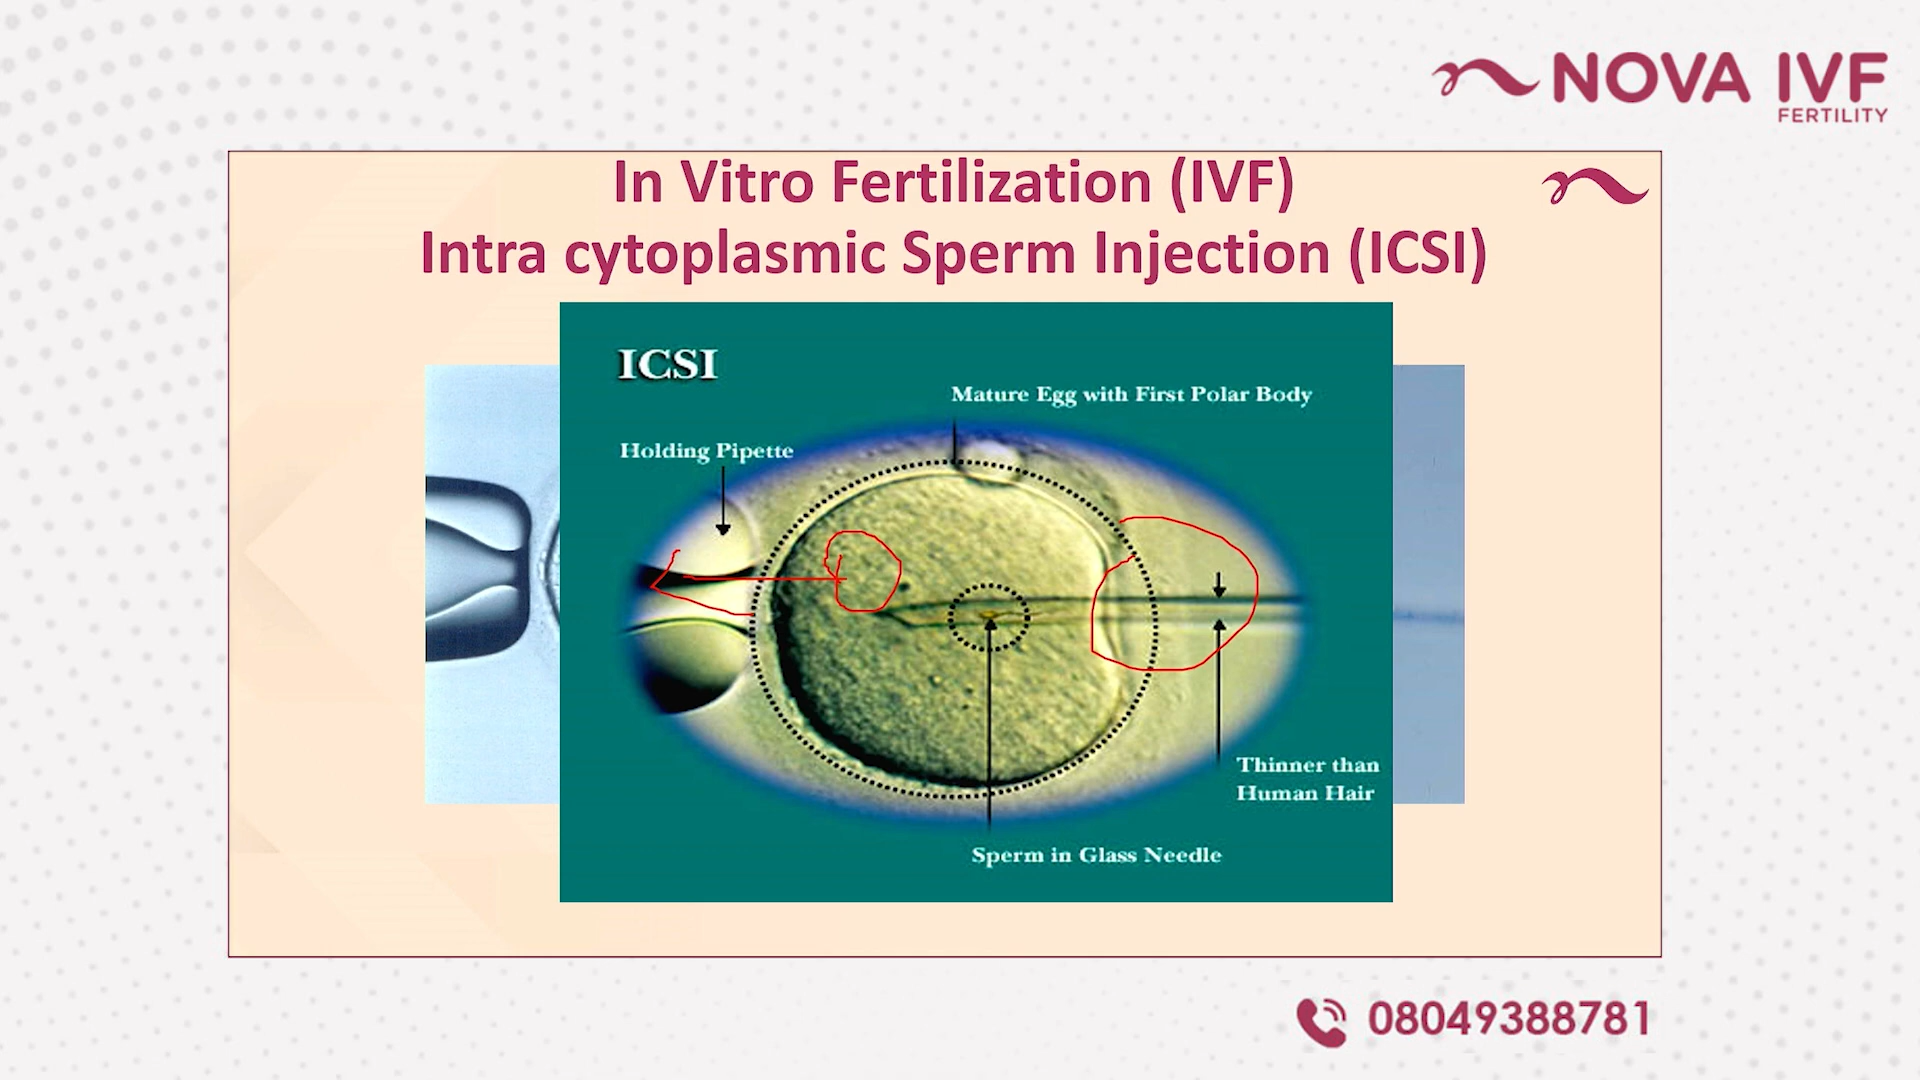 NOVA IVF
FERTILITY
In Vitro Fertilization (IVF)
Intra cytoplasmic Sperm Injection (ICSI)
ICSI
Mature Egg with First Polar Body
Holding Pipette
Thinner than
Human Hair
Sperm in Glass Needle
08049388781